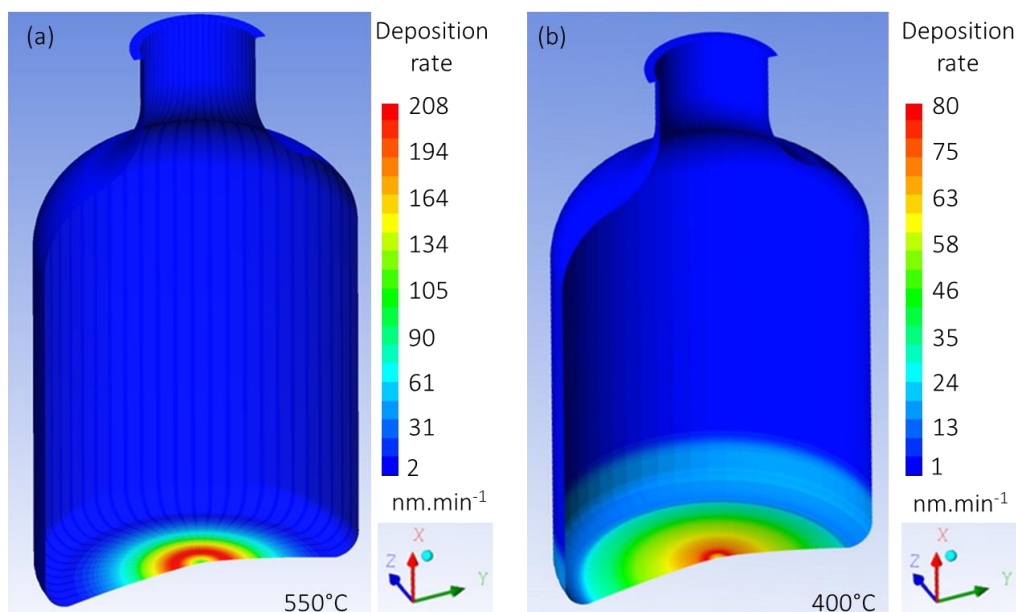 (a)
Deposition
rate
208
194
164
134
105
90
61
31
2
nm.min-1
X
Z
Y
550°C
(b)
Deposition
rate
80
75
63
58
46
35
24
13
1
nm.min-1
X
Z
Y
400°C